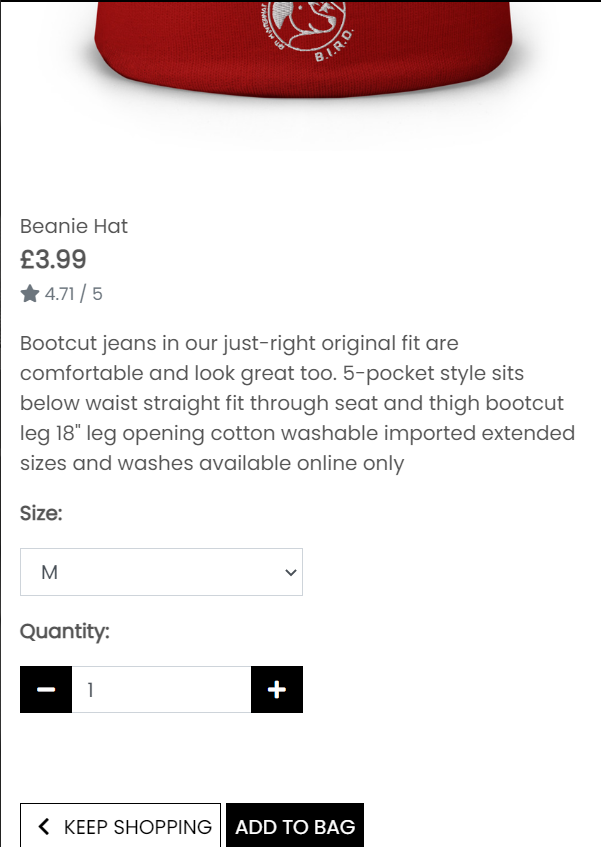 B.I.R.D.
Beanie Hat
£3.99
4.71 / 5
Bootcut jeans in our just-right original fit are
comfortable and look great too. 5-pocket style sits
below waist straight fit through seat and thigh bootcut
leg 18" leg opening cotton washable imported extended
sizes and washes available online only
Size:
M
Quantity:
1
KEEP SHOPPING ADD TO BAG